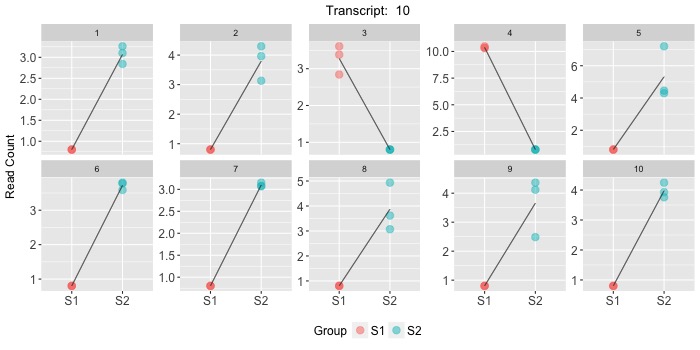 Transcript: 10
1 2 3 4 5
3.0 2.5 2.0 1.5 1.0
4 3 2 1
3 2 1
10.0 7.5 5.0 2.5
6 4 2
Read Count
6 7 8 9 10
3 2 1
3.0 2.5 2.0 1.5 1.0
5 4 3 2 1
4 3 2 1
4 3 2 1
S1 S2 S1 S2 S1 S2 S1 S2 S1 S2
Group S1 S2